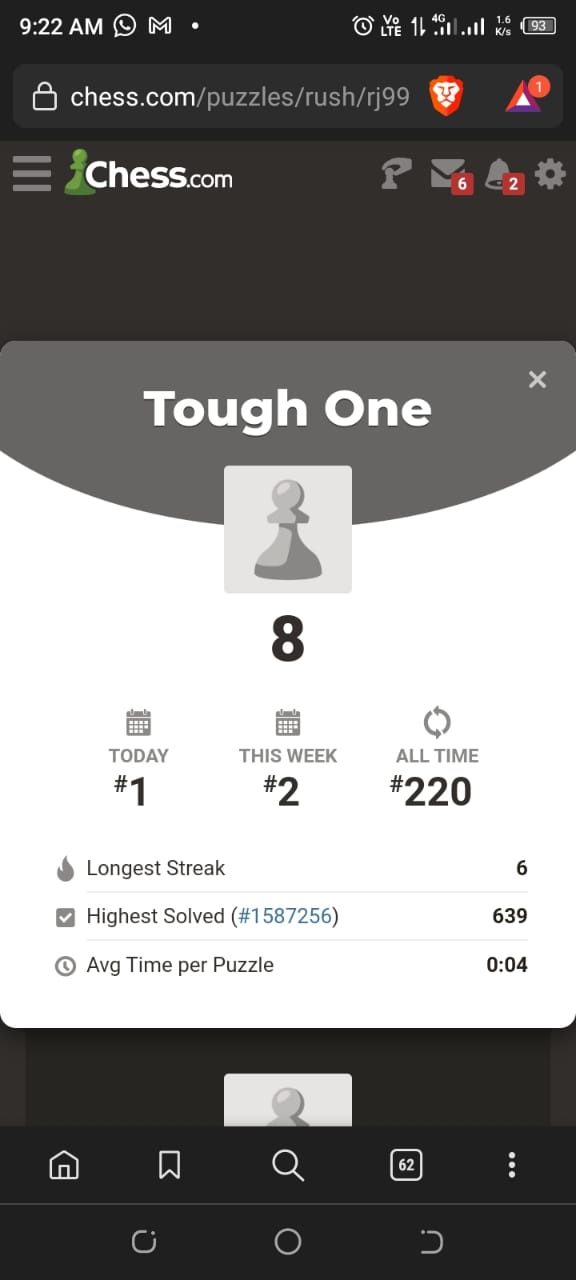 9:22 AM
Vo LTE 4G 1.6 K/s 93
chess.com/puzzles/rush/rj99
1
Chess.com
6 2
Tough One
8
TODAY THIS WEEK ALL TIME
#1 #2 #220
Longest Streak 6
Highest Solved (#1587256) 639
Avg Time per Puzzle 0:04
62